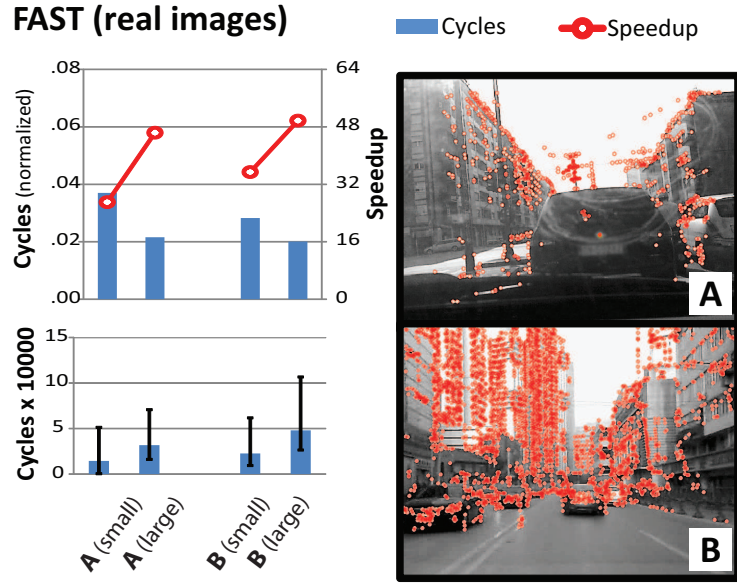 FAST (real images)
Cycles
Speedup
.08
.06
.04
.02
.00
Cycles (normalized)
64
48
32
16
0
Speedup
15
10
5
0
Cycles x 10000
A (small)
A (large)
B (small)
B (large)
A
B